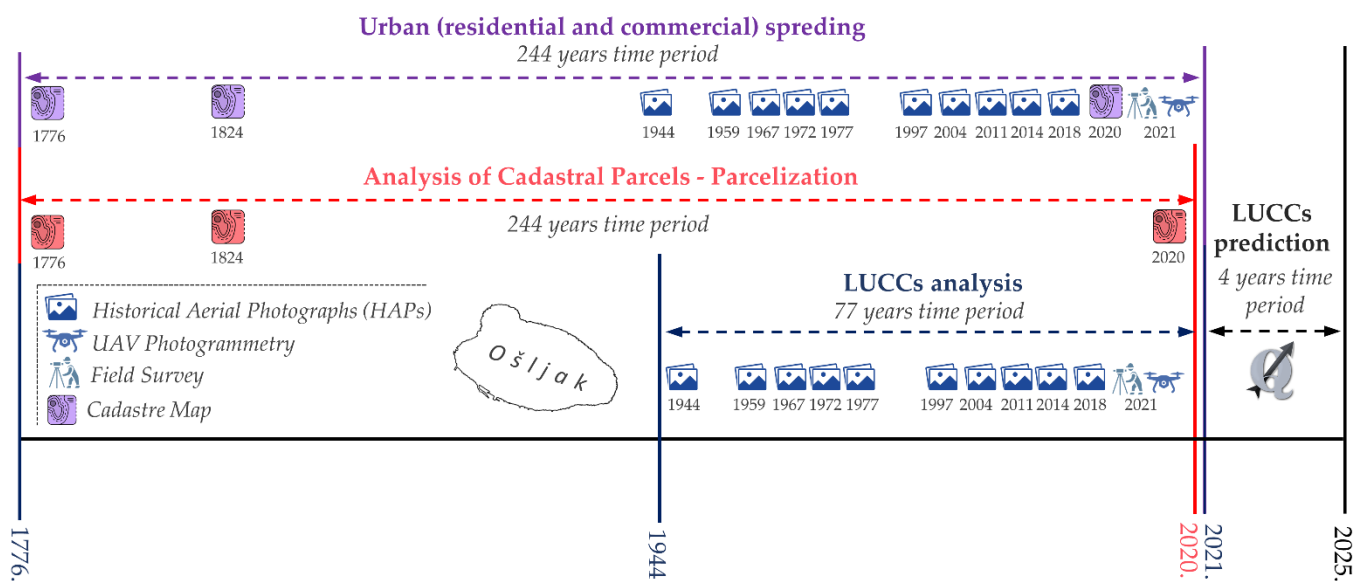 Urban (residential and commercial) spreding
244 years time period
1776
1824
1944
1959
1967
1972
1977
1997
2004
2011
2014
2018
2020
2021
Analysis of Cadastral Parcels - Parcelization
244 years time period
1776
1824
2020
LUCCs
prediction
4 years time
period
LUCCs analysis
77 years time period
Historical Aerial Photographs (HAPs)
UAV Photogrammetry
Field Survey
Cadastre Map
Ošljak
1944
1959
1967
1972
1977
1997
2004
2011
2014
2018
2021
1776.
1944
2020.
2021.
2025.